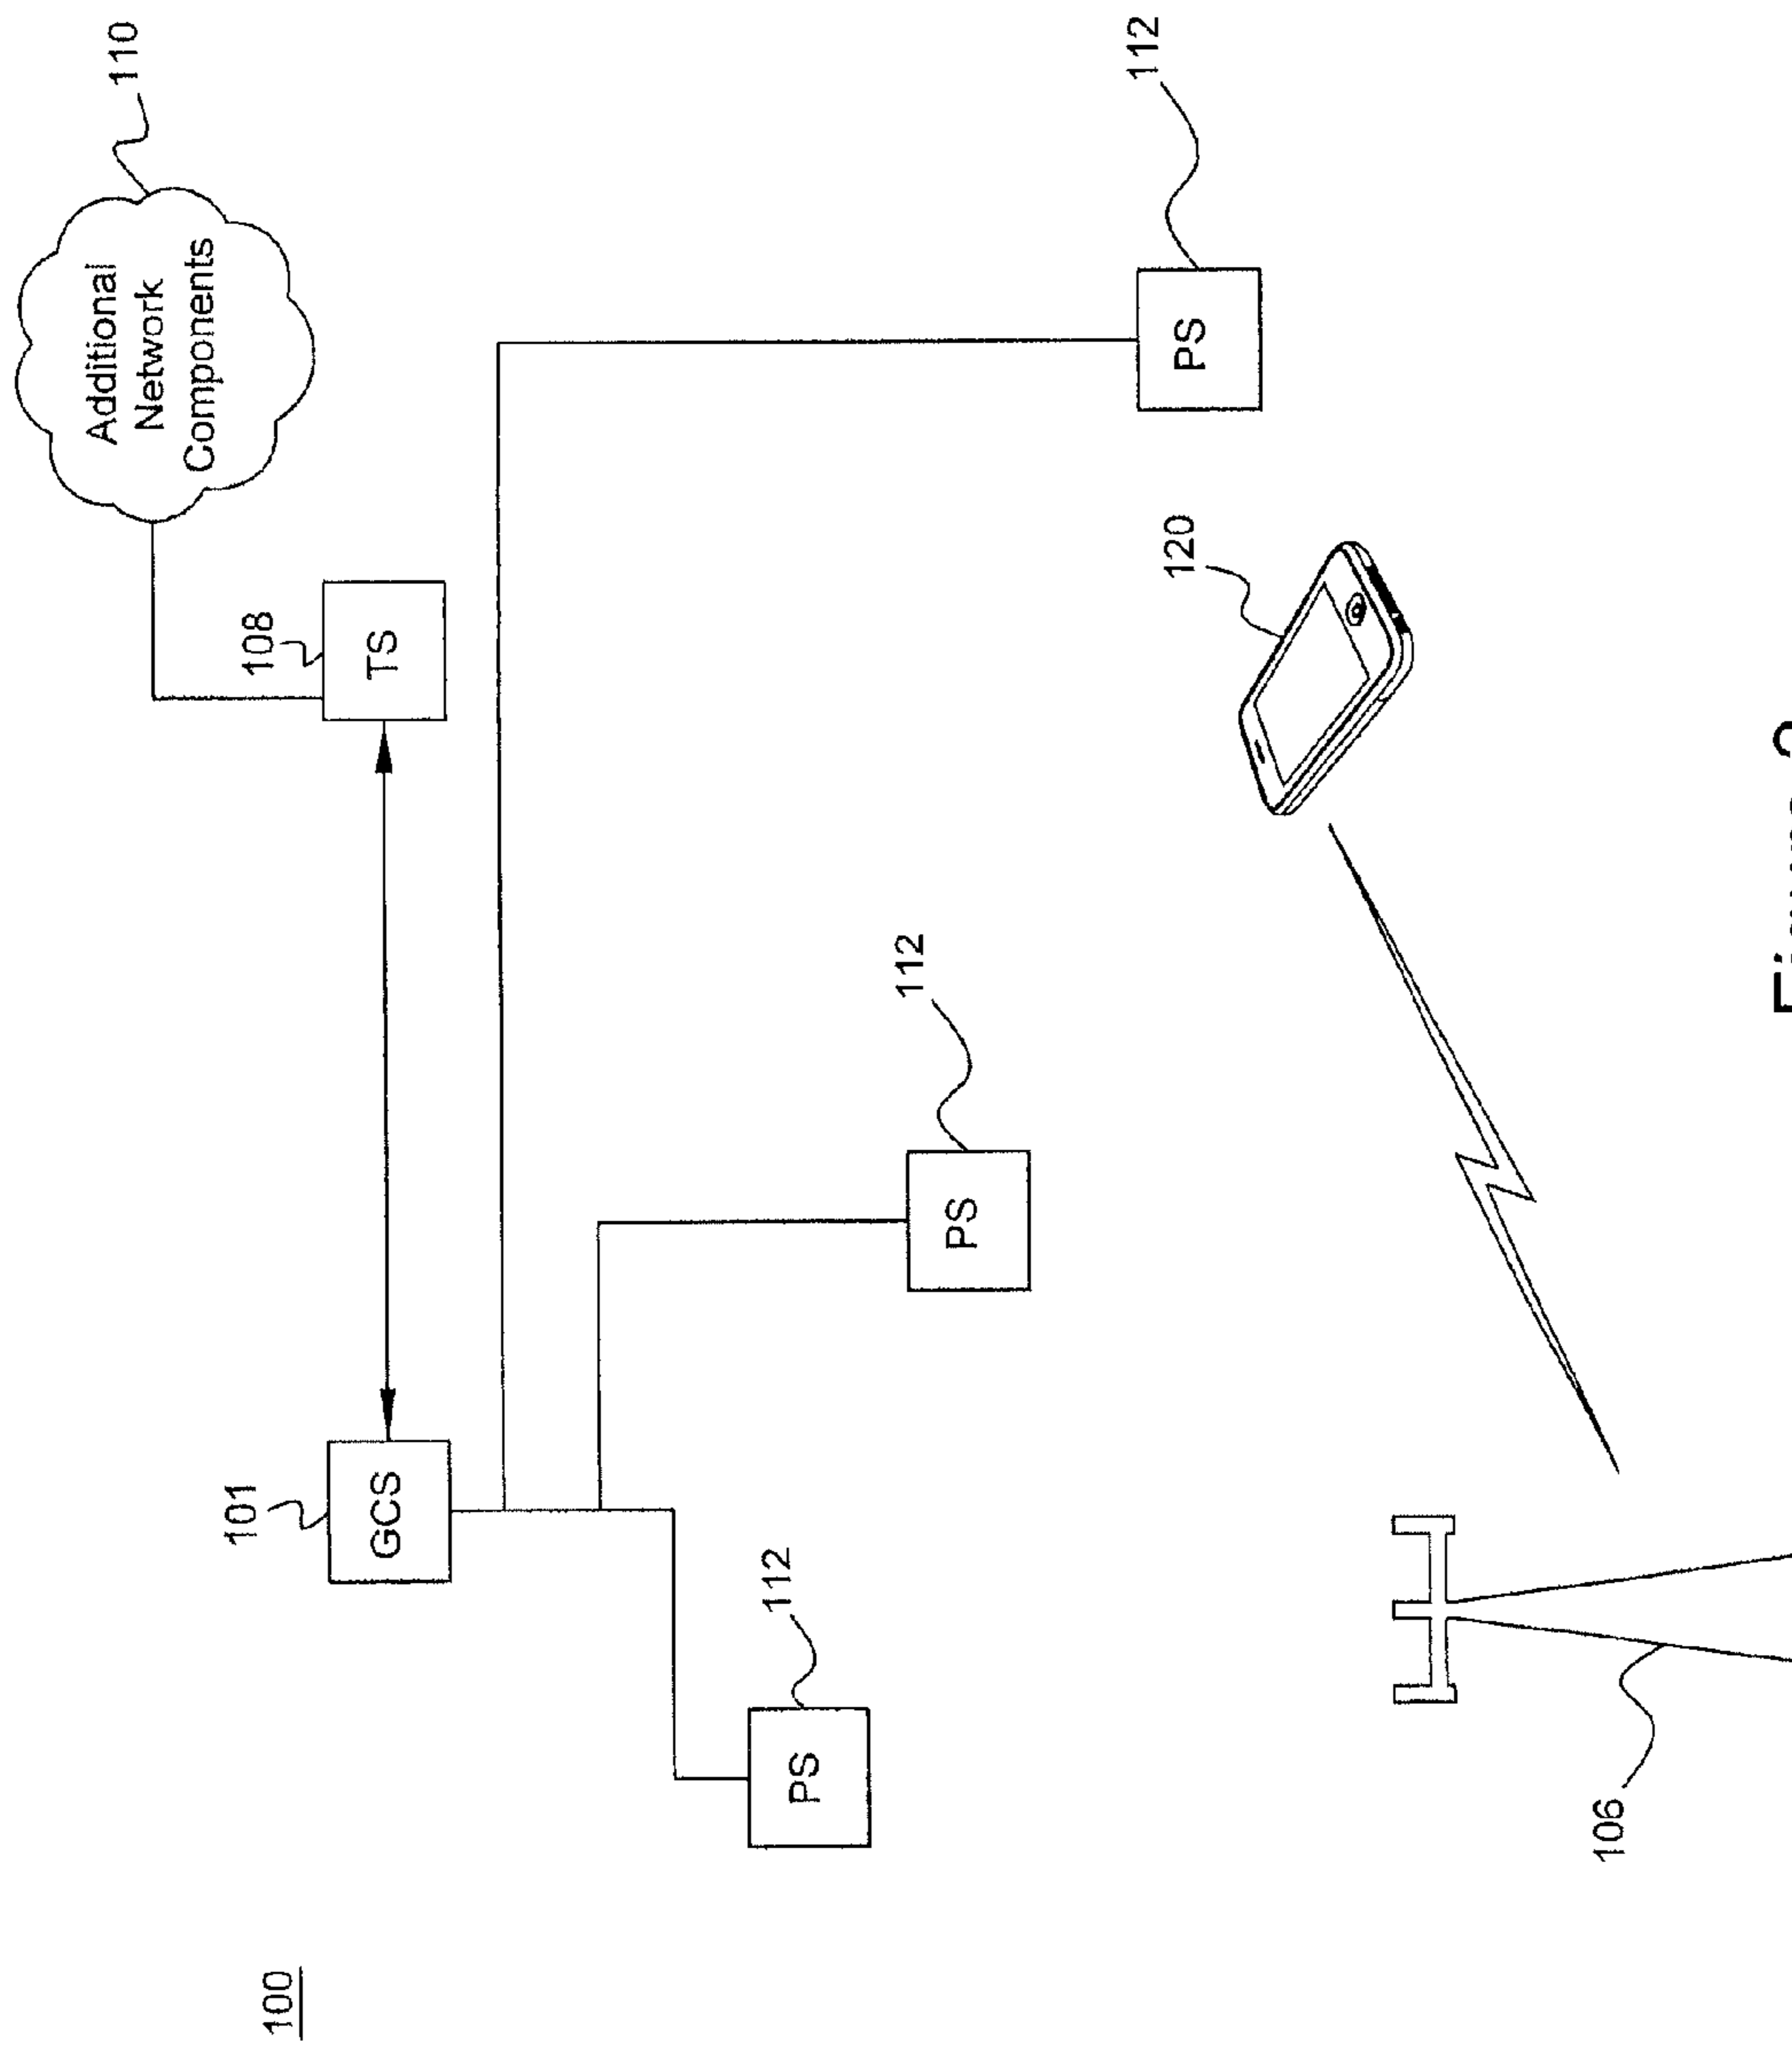 100
101
GCS
108
TS
110
Additional
Network
Components
112
PS
112
PS
112
PS
120
106